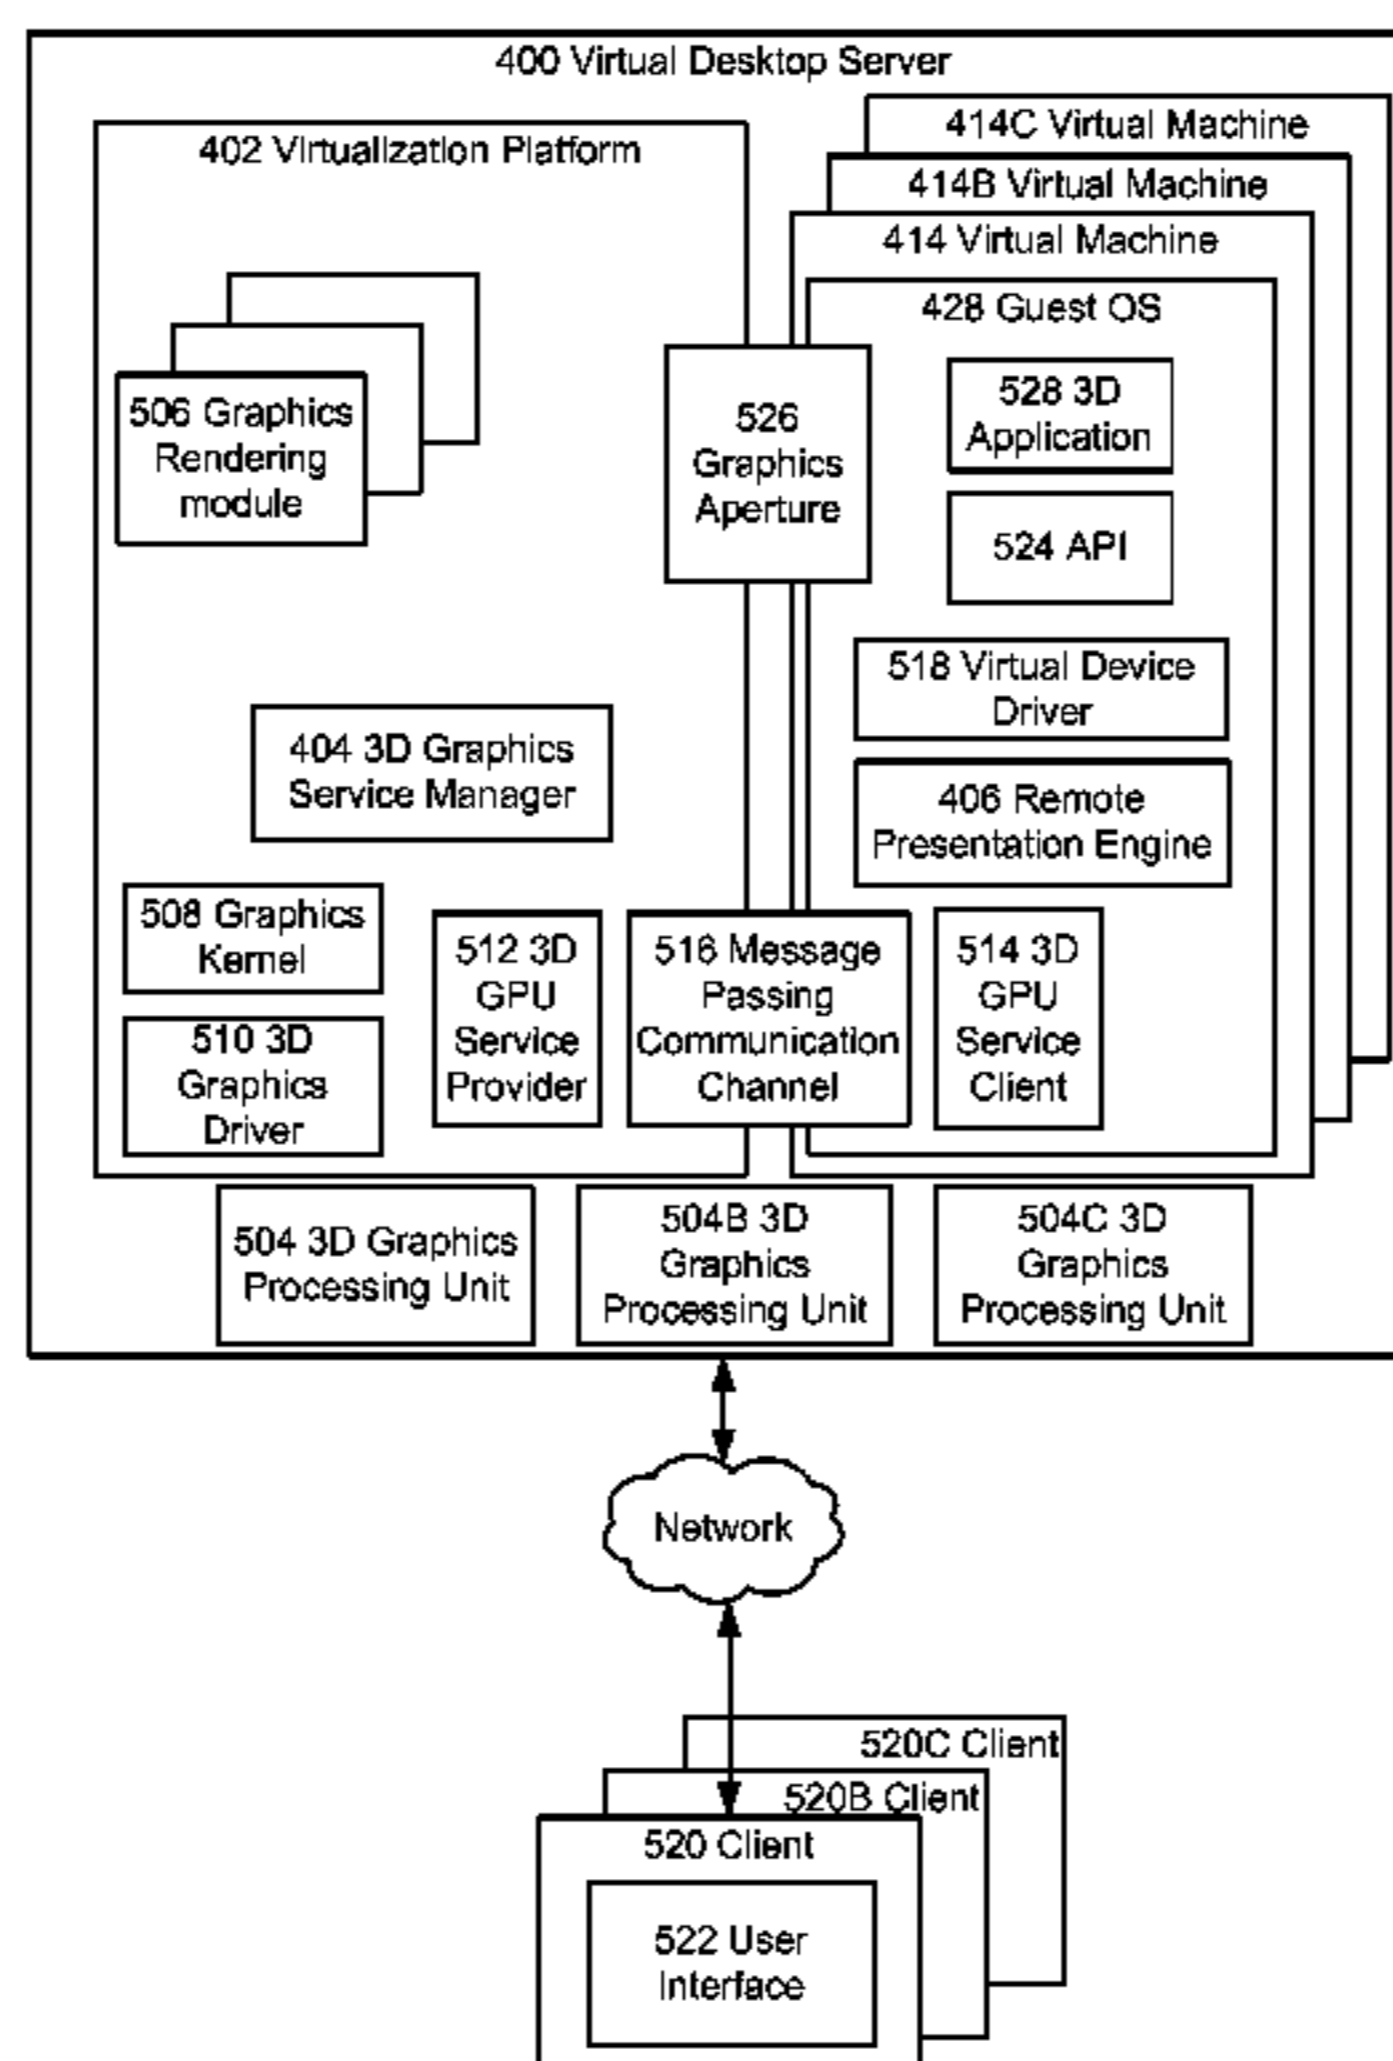 400 Virtual Desktop Server
402 Virtualization Platform
414C Virtual Machine
414B Virtual Machine
414 Virtual Machine
428 Guest OS
506 Graphics
Rendering
module
526
Graphics
Aperture
528 3D
Application
524 API
518 Virtual Device
Driver
404 3D Graphics
Service Manager
406 Remote
Presentation Engine
508 Graphics
Kernel
510 3D
Graphics
Driver
512 3D
GPU
Service
Provider
516 Message
Passing
Communication
Channel
514 3D
GPU
Service
Client
504 3D Graphics
Processing Unit
504B 3D
Graphics
Processing Unit
504C 3D
Graphics
Processing Unit
Network
520C Client
520B Client
520 Client
522 User
Interface